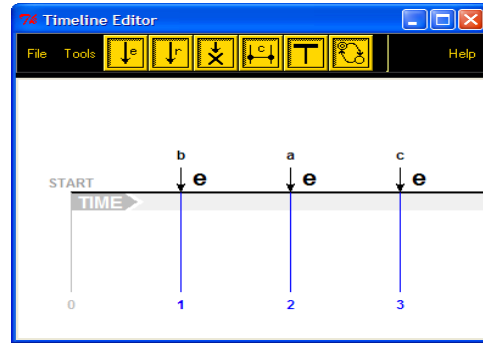 Timeline Editor
File Tools e r c Help
b a c
START e e e
TIME
0 1 2 3